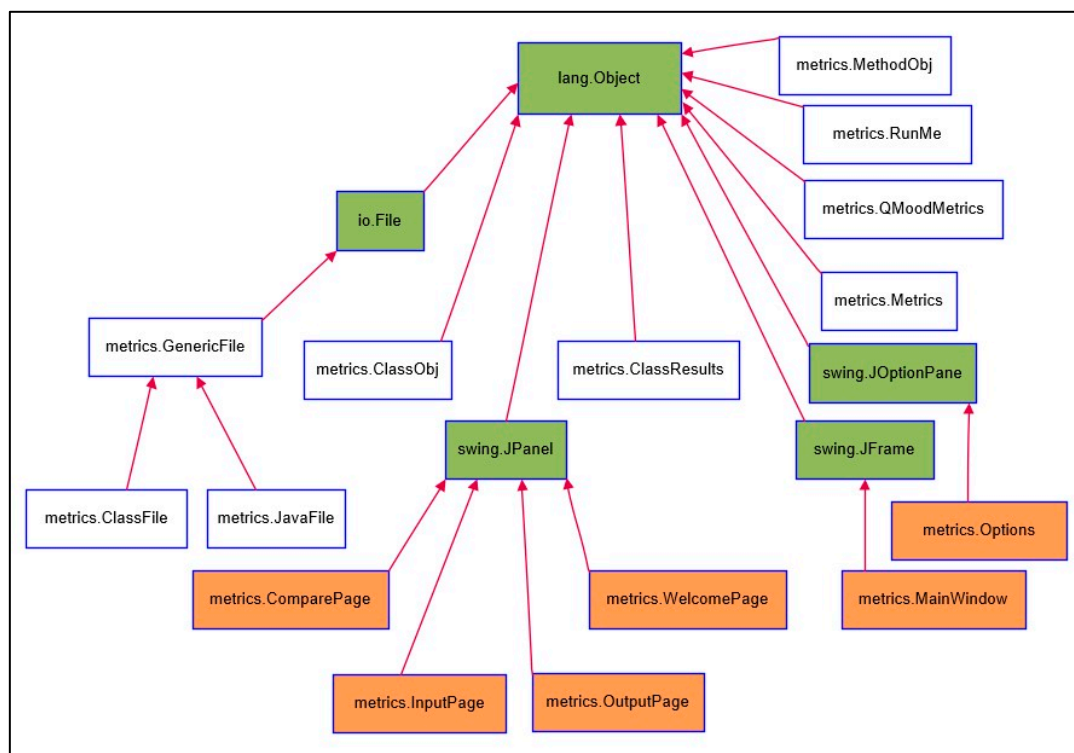 lang.Object
metrics.MethodObj
metrics.RunMe
metrics.QMoodMetrics
io.File
metrics.Metrics
metrics.GenericFile
metrics.ClassObj
metrics.ClassResults
swing.JOptionPane
swing.JPanel
swing.JFrame
metrics.ClassFile
metrics.JavaFile
metrics.Options
metrics.ComparePage
metrics.WelcomePage
metrics.MainWindow
metrics.InputPage
metrics.OutputPage